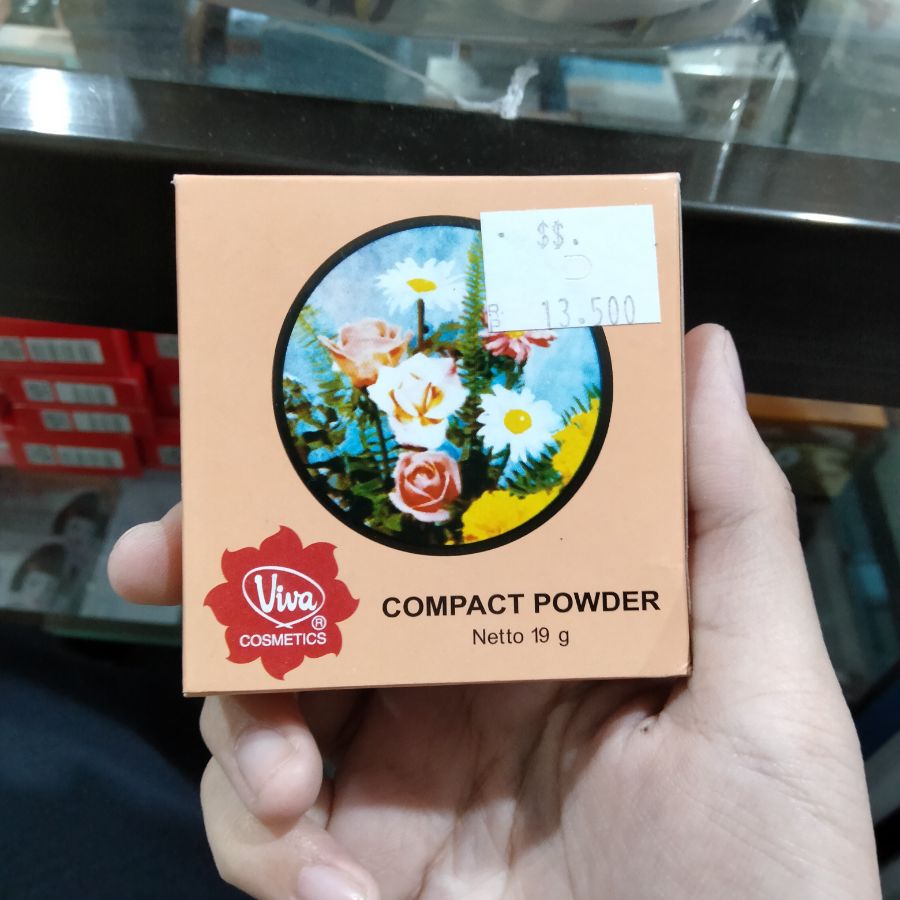 $$.
13.500
Viva
®
COSMETICS
COMPACT POWDER
Netto 19 g